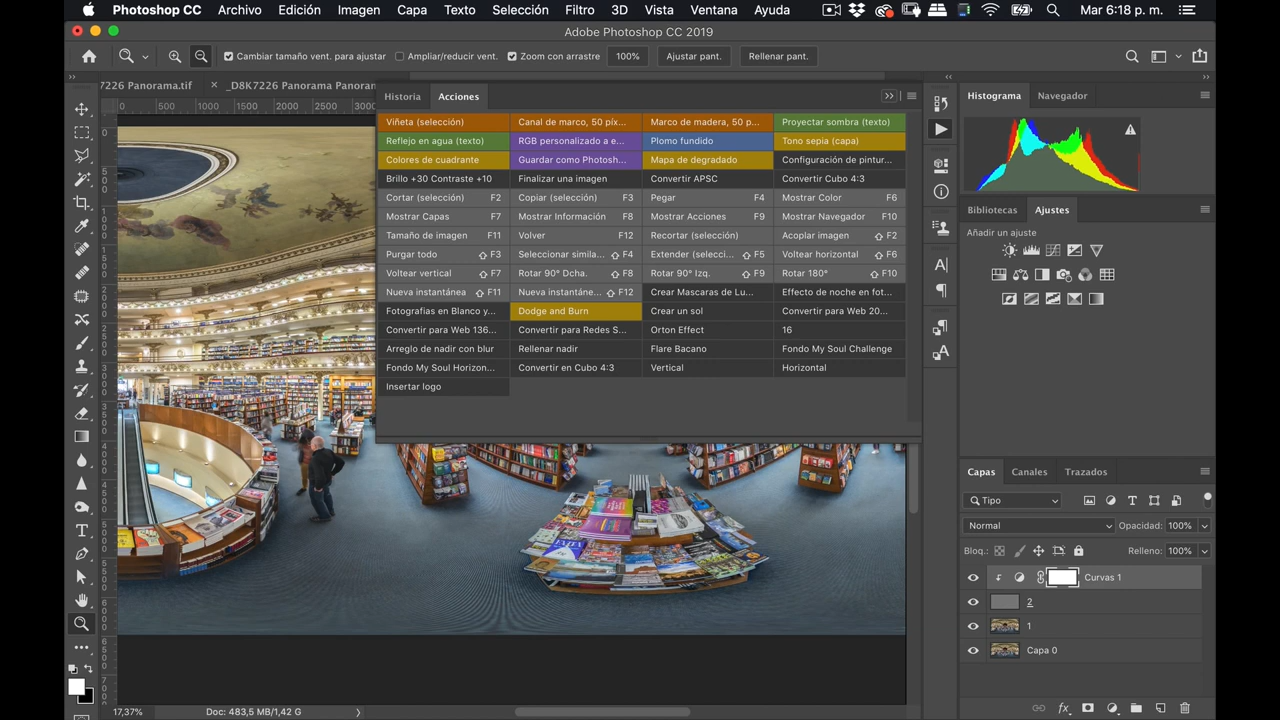 Photoshop CC Archivo Edición Imagen Capa Texto Selección Filtro 3D Vista Ventana Ayuda Mar 6:18 p. m.
Adobe Photoshop CC 2019
Cambiar tamaño vent. para ajustar Ampliar/reducir vent. Zoom con arrastre 100% Ajustar pant. Rellenar pant.
7226 Panorama.tif × _D8K7226 Panorama Panoran
0 500 1000 1500 2000 2500 3000
Historia Acciones
Viñeta (selección) Canal de marco, 50 píx... Marco de madera, 50 p... Proyectar sombra (texto)
Reflejo en agua (texto) RGB personalizado a e... Plomo fundido Tono sepia (capa)
Colores de cuadrante Guardar como Photosh... Mapa de degradado Configuración de pintur...
Brillo +30 Contraste +10 Finalizar una imagen Convertir APSC Convertir Cubo 4:3
Cortar (selección) F2 Copiar (selección) F3 Pegar F4 Mostrar Color F6
Mostrar Capas F7 Mostrar Información F8 Mostrar Acciones F9 Mostrar Navegador F10
Tamaño de imagen F11 Volver F12 Recortar (selección) Acoplar imagen F2
Purgar todo F3 Seleccionar simila... F4 Extender (selecci... F5 Voltear horizontal F6
Voltear vertical F7 Rotar 90° Dcha. F8 Rotar 90° Izq. F9 Rotar 180° F10
Nueva instantánea F11 Nueva instantáne... F12 Crear Mascaras de Lu... Efecto de noche en fot...
Fotografias en Blanco y... Dodge and Burn Crear un sol Convertir para Web 20...
Convertir para Web 136... Convertir para Redes S... Orton Effect 16
Arreglo de nadir con blur Rellenar nadir Flare Bacano Fondo My Soul Challenge
Fondo My Soul Horizon... Convertir en Cubo 4:3 Vertical Horizontal
Insertar logo
Histograma Navegador
Bibliotecas Ajustes
Añadir un ajuste
Capas Canales Trazados
Tipo
Normal Opacidad: 100%
Bloq.: Relleno: 100%
Curvas 1
2
1
Capa 0
17,37% Doc: 483,5 MB/1,42 G